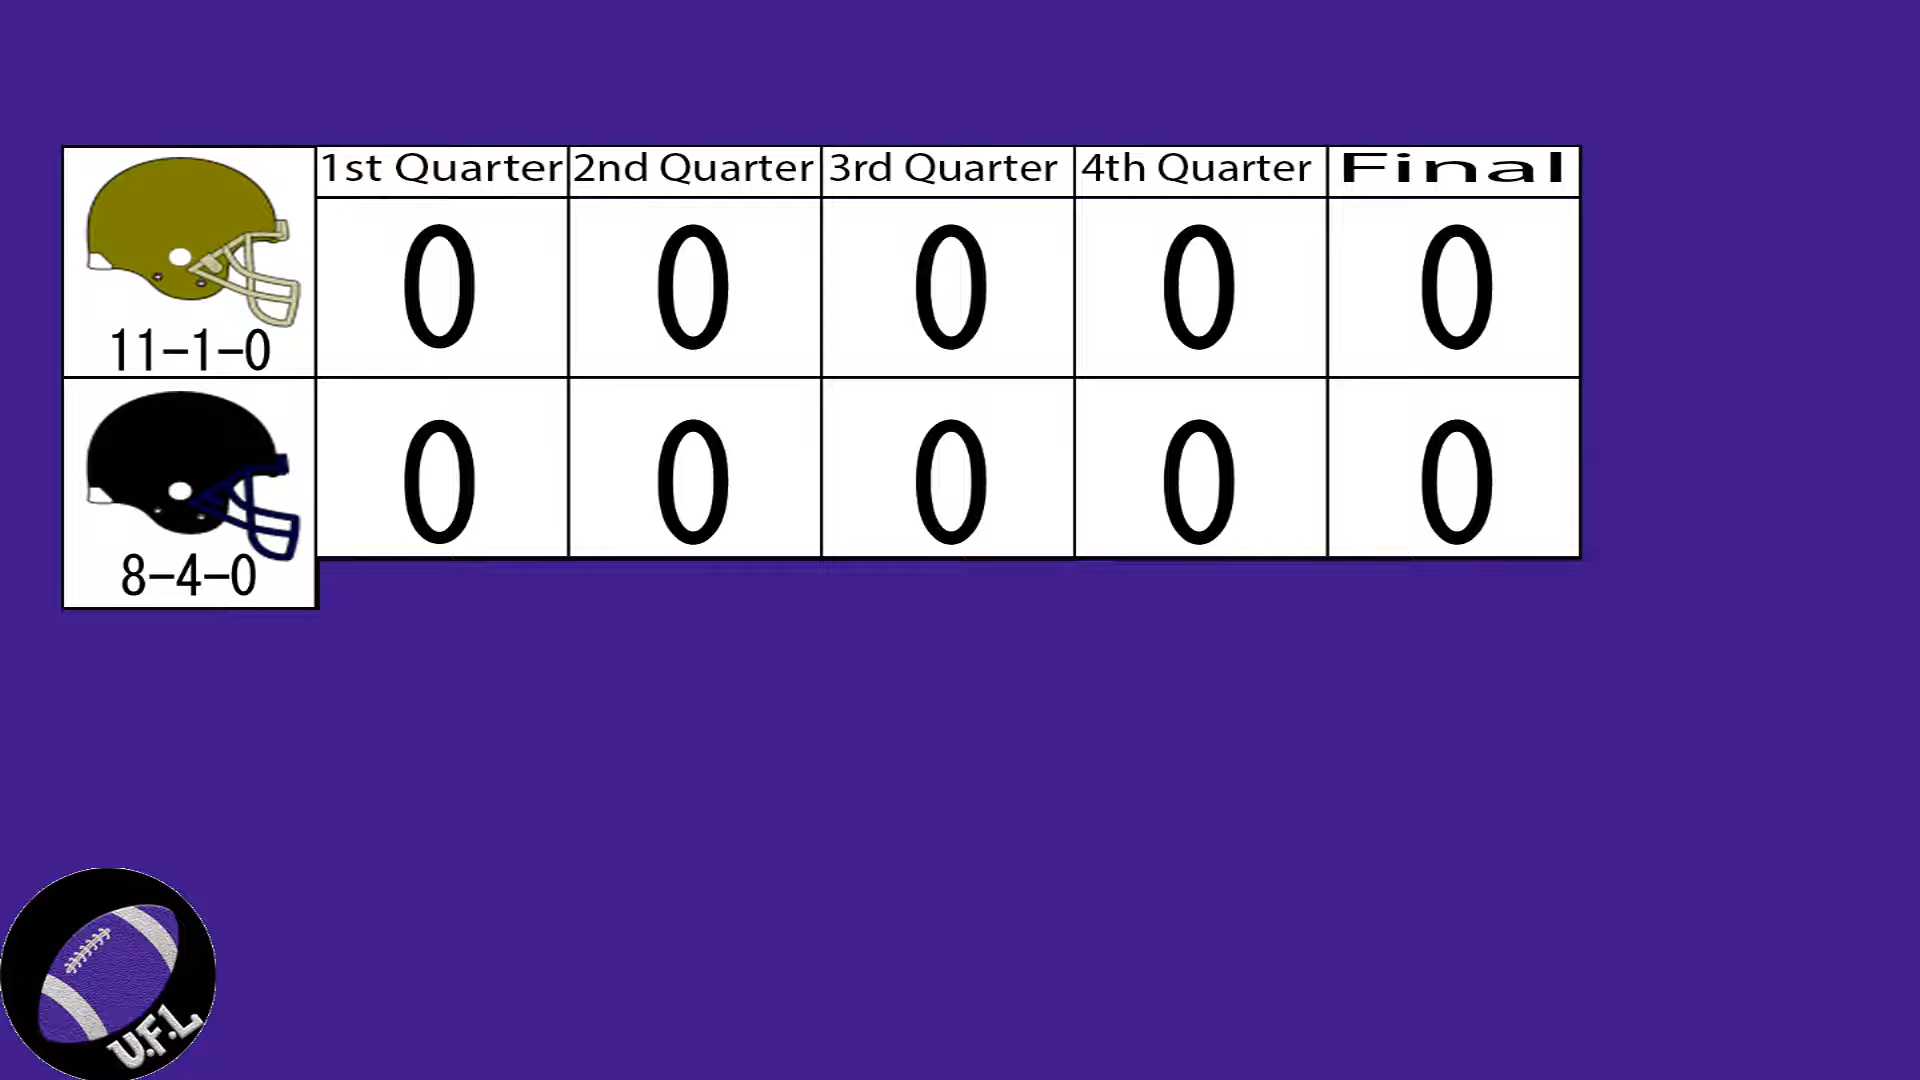 1st Quarter 2nd Quarter 3rd Quarter 4th Quarter Final
11-1-0 0 0 0 0 0
8-4-0 0 0 0 0 0
U.F.L